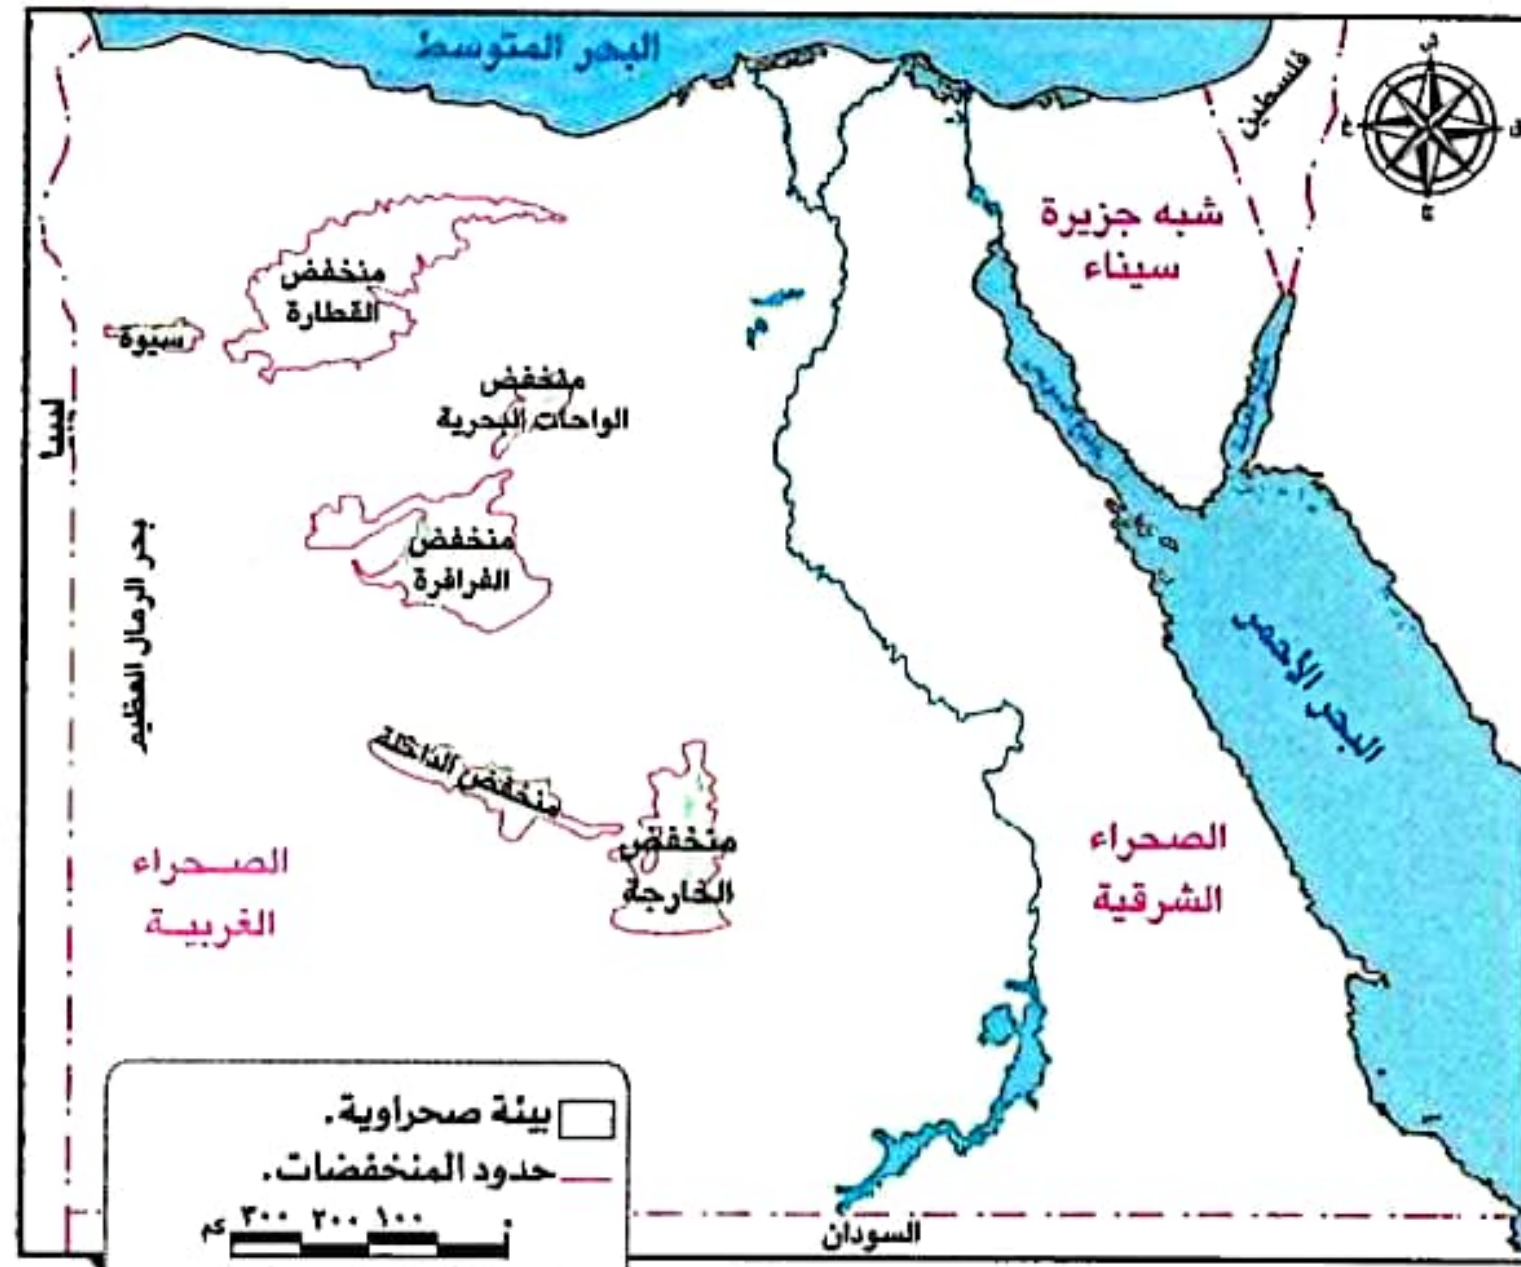 البحر المتوسط
فلسطين
شبه جزيرة
سيناء
منخفض
القطارة
سيوة
منخفض
الواحات البحرية
ليبيا
منخفض
الفرافرة
بحر الرمال العظيم
البحر الأحمر
منخفض الداخلة
منخفض
الخارجة
الصحراء
الشرقية
الصحراء
الغربية
بيئة صحراوية.
حدود المنخفضات.
٠ ١٠٠ ٢٠٠ ٣٠٠ كم
السودان